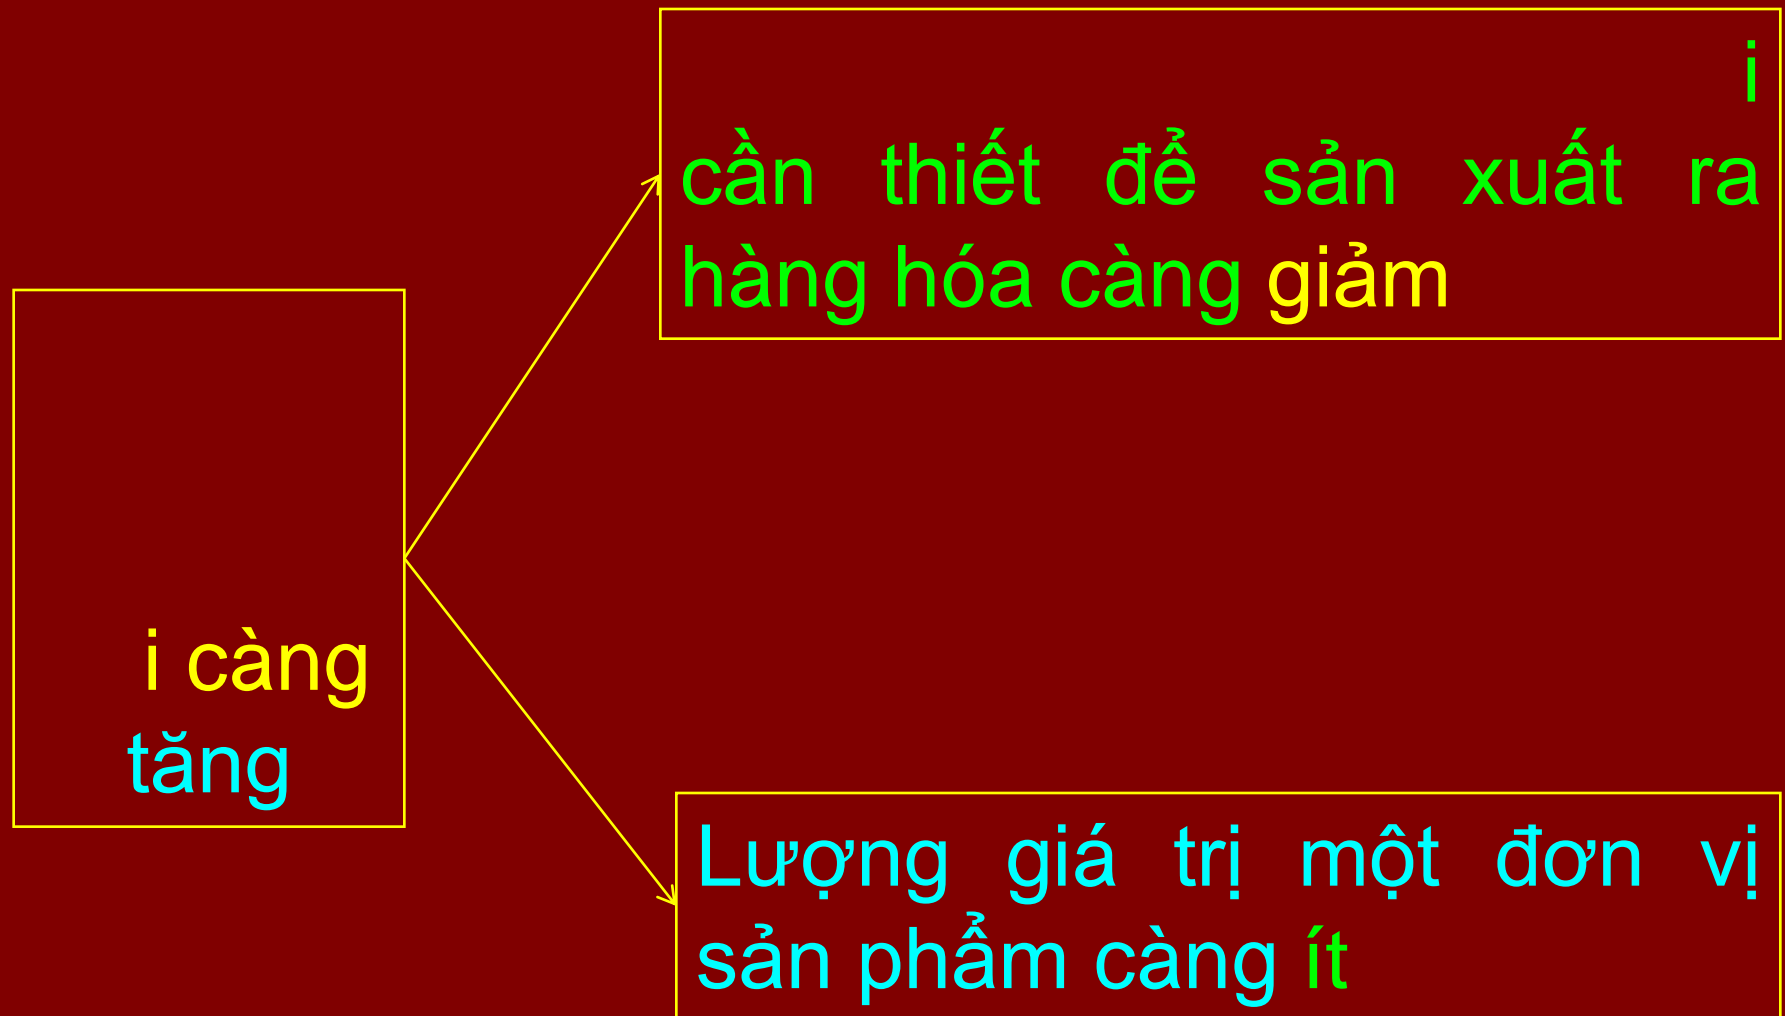 i càng
tăng
i
cần thiết để sản xuất ra
hàng hóa càng giảm
Lượng giá trị một đơn vị
sản phẩm càng ít